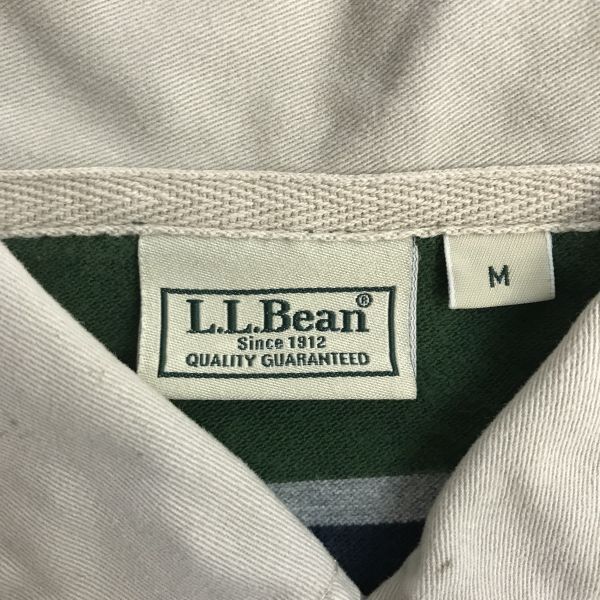 L.L.Bean®
Since 1912
QUALITY GUARANTEED
M